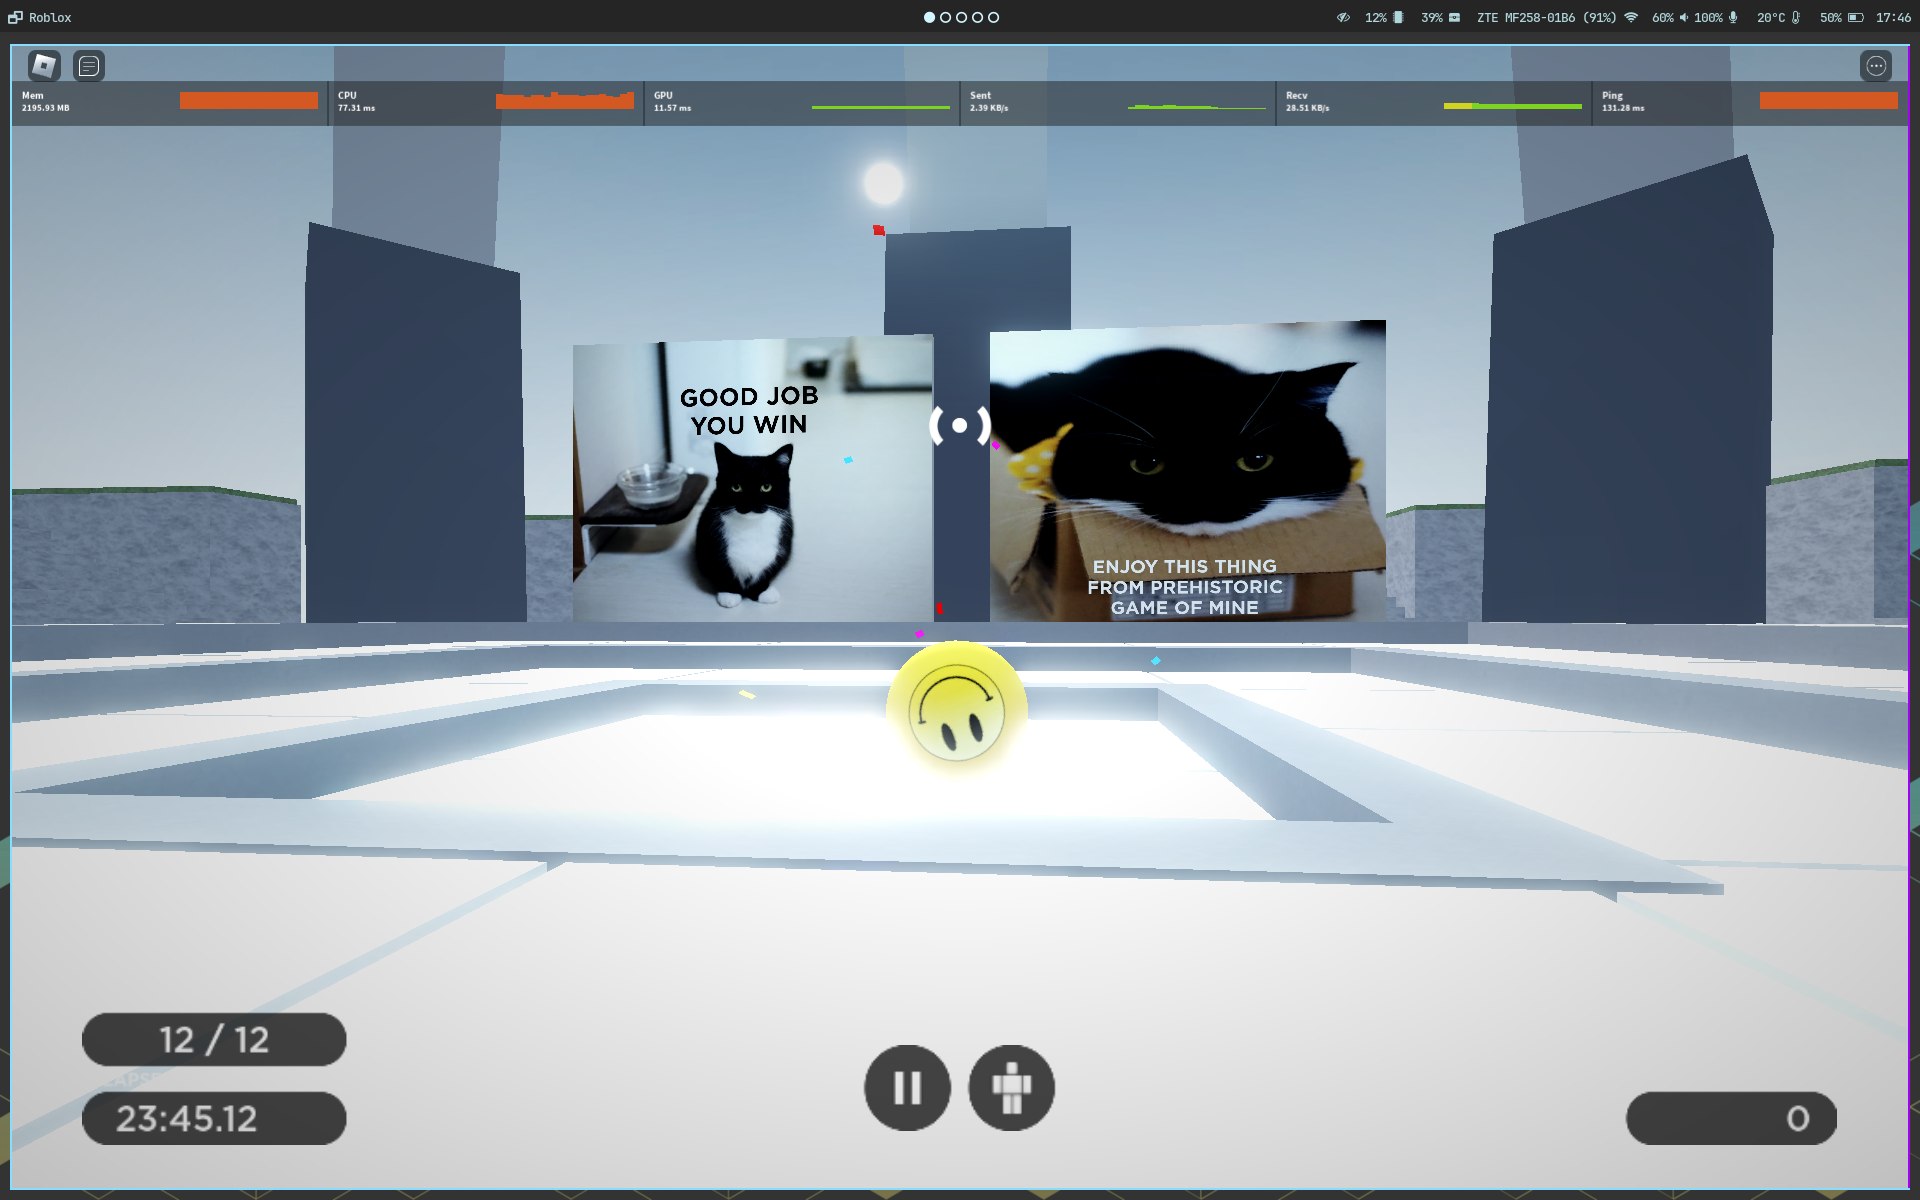 Roblox
12%
39%
ZTE MF258-01B6 (91%)
60%
100%
20°C
50%
17:46
Mem
2195.93 MB
CPU
77.31 ms
GPU
11.57 ms
Sent
2.39 KB/s
Recv
28.51 KB/s
Ping
131.28 ms
GOOD JOB
YOU WIN
ENJOY THIS THING
FROM PREHISTORIC
GAME OF MINE
12 / 12
23:45.12
0